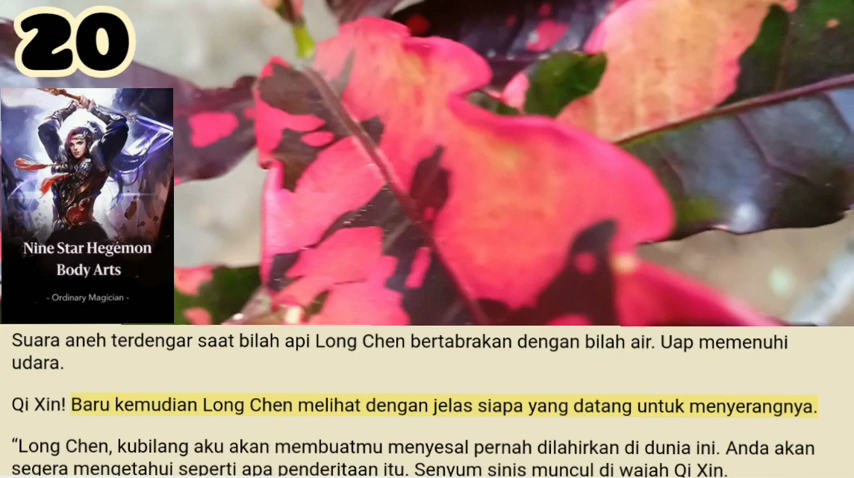 20
Nine Star Hegemon
Body Arts
- Ordinary Magician -
Suara aneh terdengar saat bilah api Long Chen bertabrakan dengan bilah air. Uap memenuhi
udara.
Qi Xin! Baru kemudian Long Chen melihat dengan jelas siapa yang datang untuk menyerangnya.
“Long Chen, kubilang aku akan membuatmu menyesal pernah dilahirkan di dunia ini. Anda akan
segera mengetahui seperti apa penderitaan itu. Senyum sinis muncul di wajah Qi Xin.